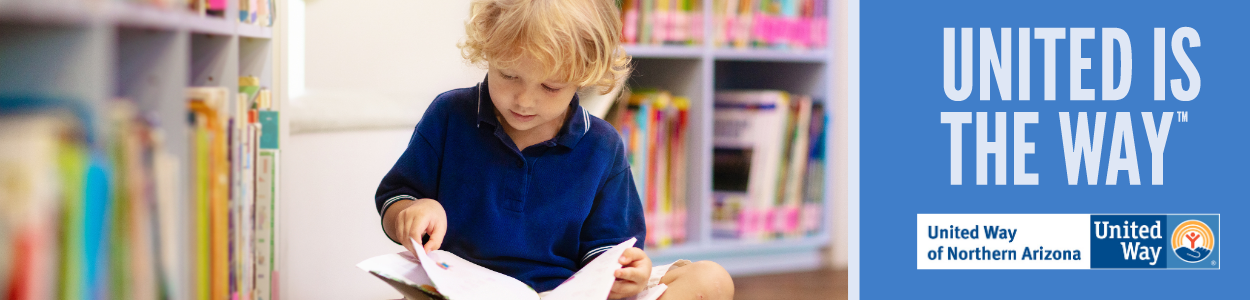 UNITED IS
THE WAY™
United Way
of Northern Arizona
United
Way
®